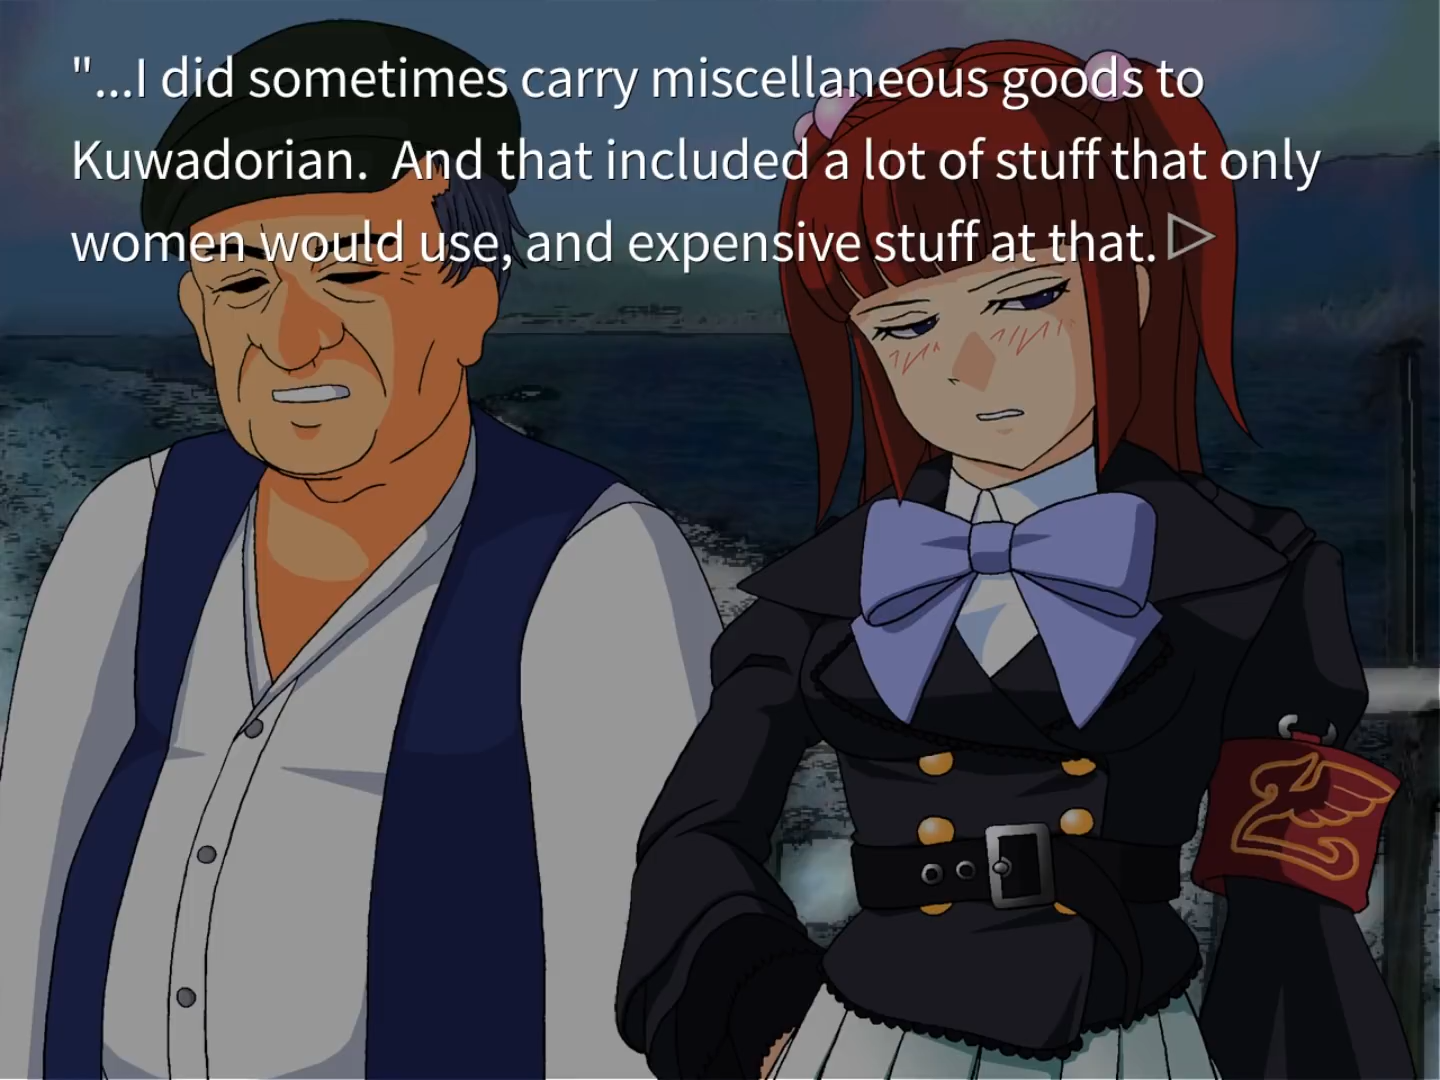 "...I did sometimes carry miscellaneous goods to
Kuwadorian.  And that included a lot of stuff that only
women would use, and expensive stuff at that.